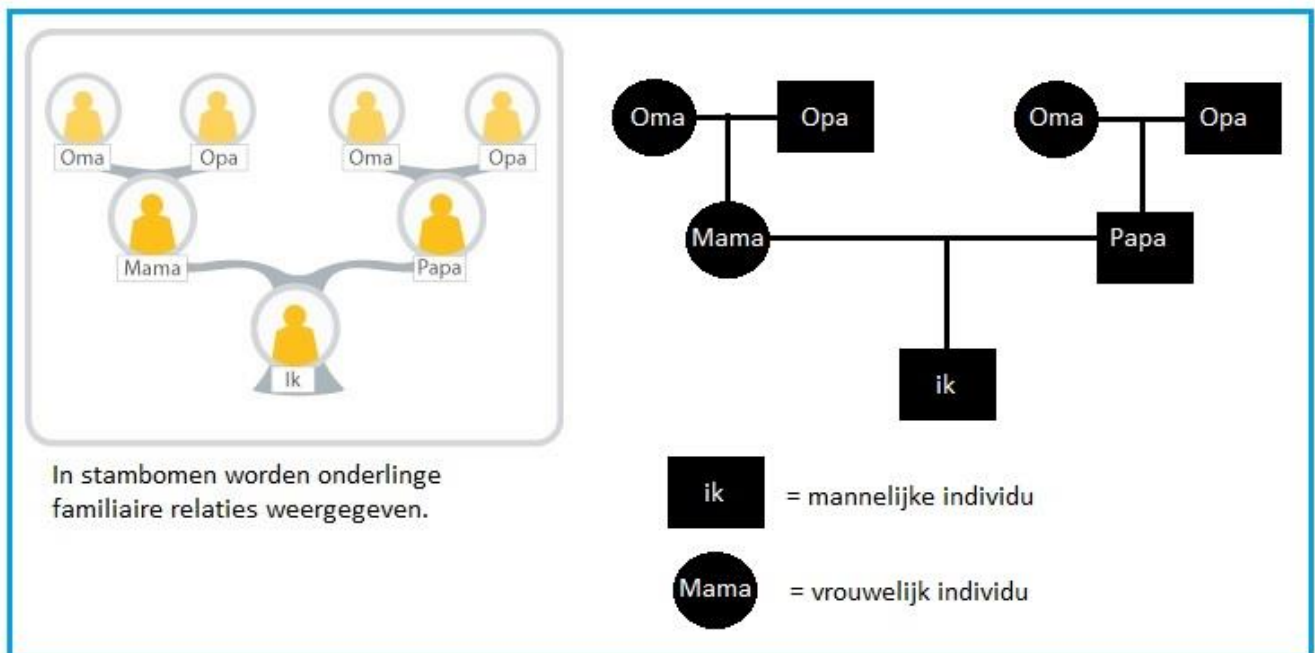 Oma
Opa
Oma
Opa
Mama
Papa
Ik
In stambomen worden onderlinge
familiaire relaties weergegeven.
Oma
Opa
Oma
Opa
Mama
Papa
ik
ik = mannelijke individu
Mama = vrouwelijk individu